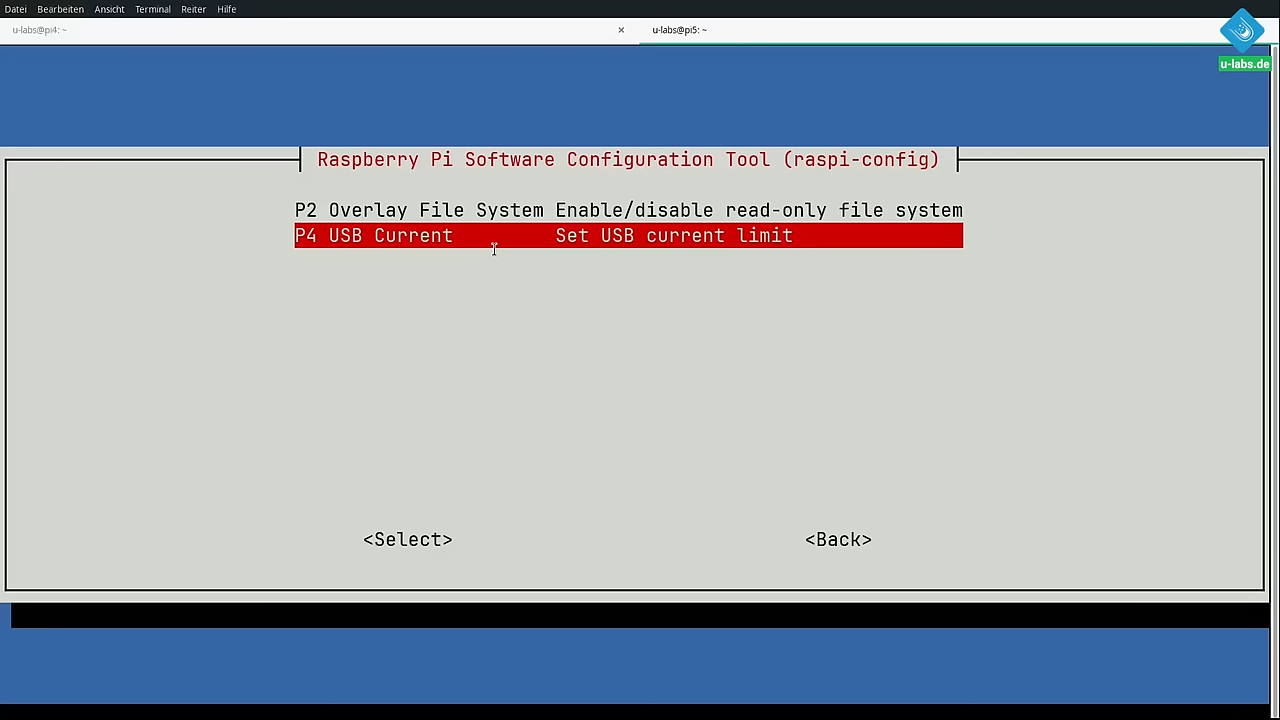 Datei Bearbeiten Ansicht Terminal Reiter Hilfe
u-labs@pi4: ~ × u-labs@pi5: ~
u-labs.de
Raspberry Pi Software Configuration Tool (raspi-config)
P2 Overlay File System Enable/disable read-only file system
P4 USB Current Set USB current limit
<Select> <Back>